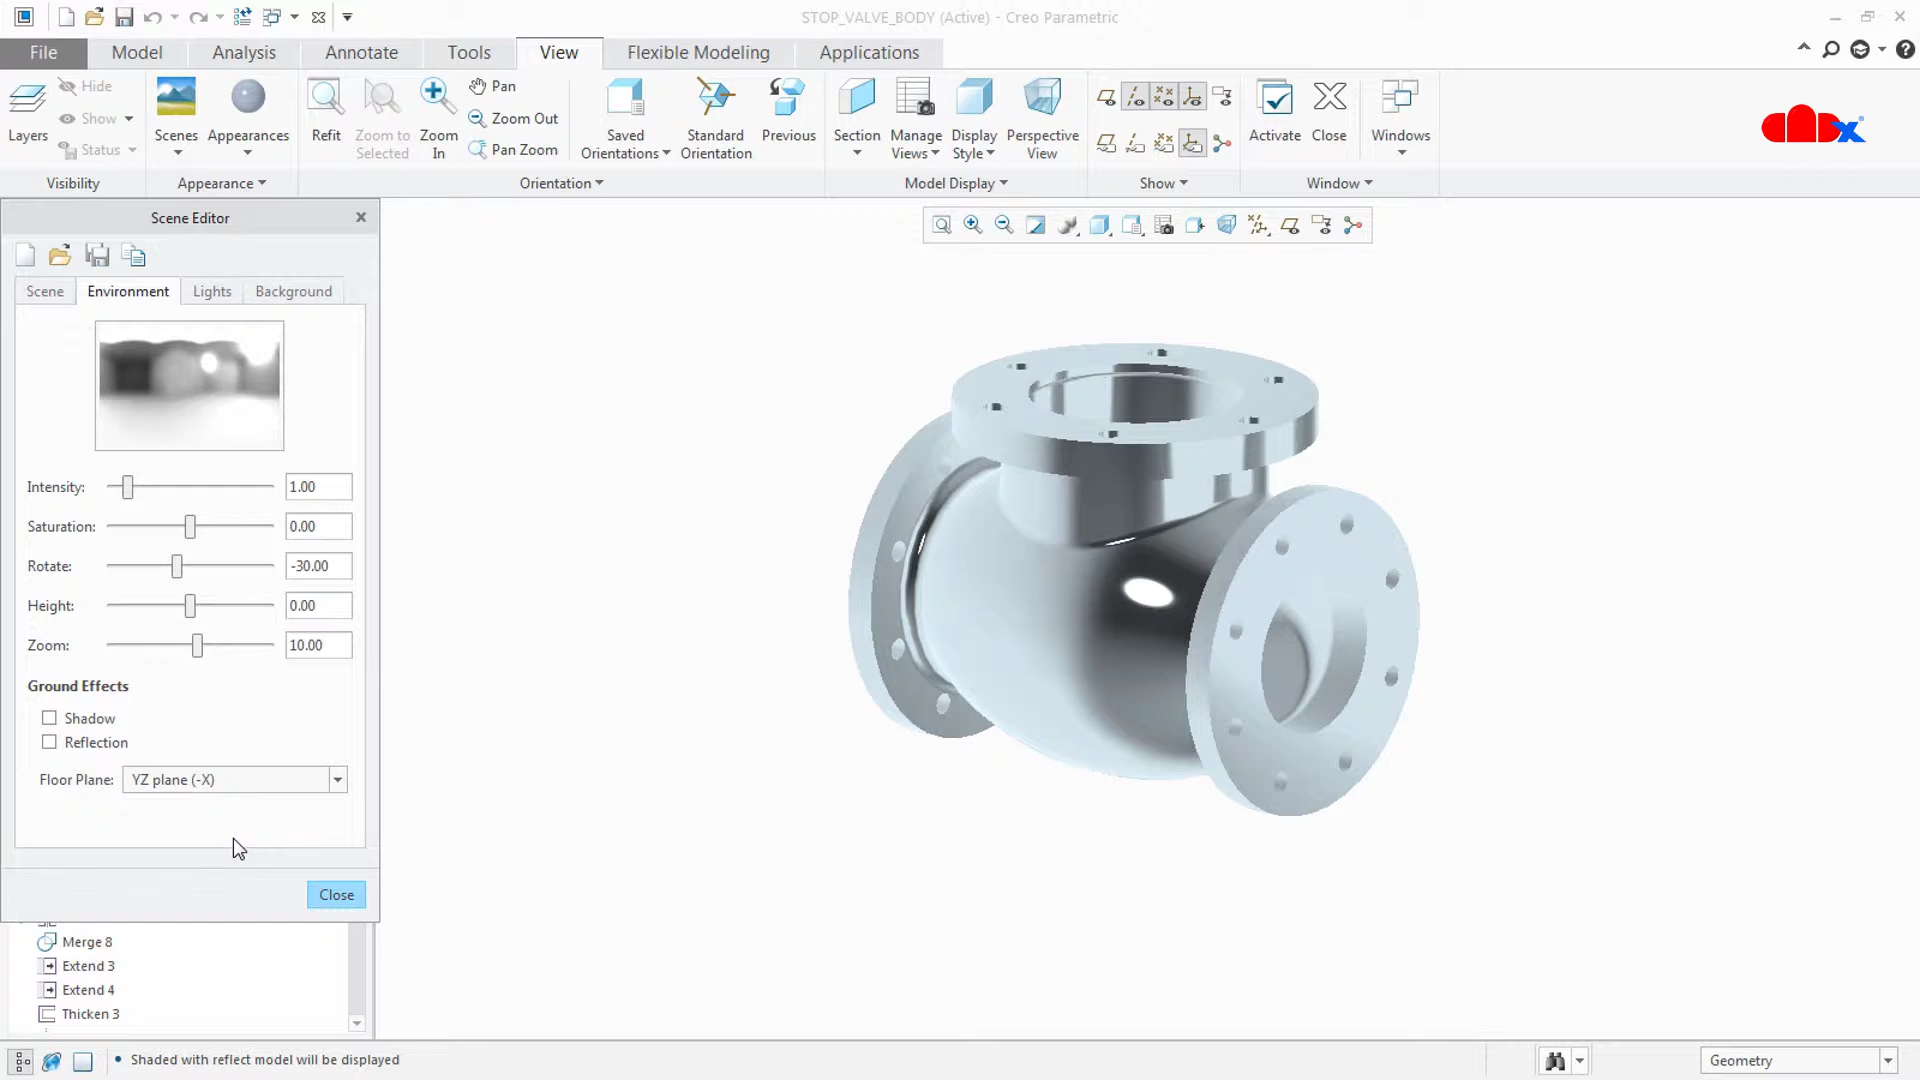 STOP_VALVE_BODY (Active) - Creo Parametric
File Model Analysis Annotate Tools View Flexible Modeling Applications
Layers
Hide
Show
Status
Visibility
Scenes
Appearances
Appearance
Refit
Zoom to
Selected
Zoom
In
Pan
Zoom Out
Pan Zoom
Saved
Orientations
Standard
Orientation
Previous
Orientation
Section
Manage
Views
Display
Style
Perspective
View
Model Display
Show
Activate
Close
Windows
Window
Scene Editor
Scene Environment Lights Background
Intensity: 1.00
Saturation: 0.00
Rotate: -30.00
Height: 0.00
Zoom: 10.00
Ground Effects
Shadow
Reflection
Floor Plane: YZ plane (-X)
Close
Merge 8
Extend 3
Extend 4
Thicken 3
Shaded with reflect model will be displayed
Geometry